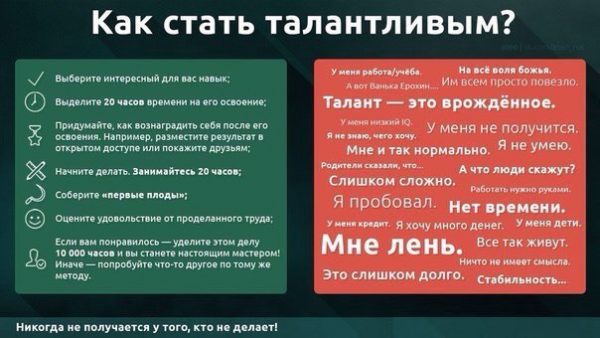 Как стать талантливым?
Выберите интересный для вас навык;
Выделите 20 часов времени на его освоение;
Придумайте, как вознаградить себя после его
освоения. Например, разместите результат в
открытом доступе или покажите друзьям;
Начните делать. Занимайтесь 20 часов;
Соберите «первые плоды»;
Оцените удовольствие от проделанного труда;
Если вам понравилось — уделите этому делу
10 000 часов и вы станете настоящим мастером!
Иначе — попробуйте что-то другое по тому же
методу.
У меня работа/учёба.
На всё воля божья.
А вот Ванька Ерохин....
Им всем просто повезло.
Талант — это врождённое.
У меня низкий IQ.
У меня не получится.
Я не знаю, чего хочу.
Мне и так нормально.
Я не умею.
Родители сказали, что...
А что люди скажут?
Слишком сложно.
Работать нужно руками.
Я пробовал.
Нет времени.
У меня кредит.
Я хочу много денег.
У меня дети.
Мне лень.
Все так живут.
Ничто не имеет смысла.
Это слишком долго.
Стабильность...
Никогда не получается у того, кто не делает!